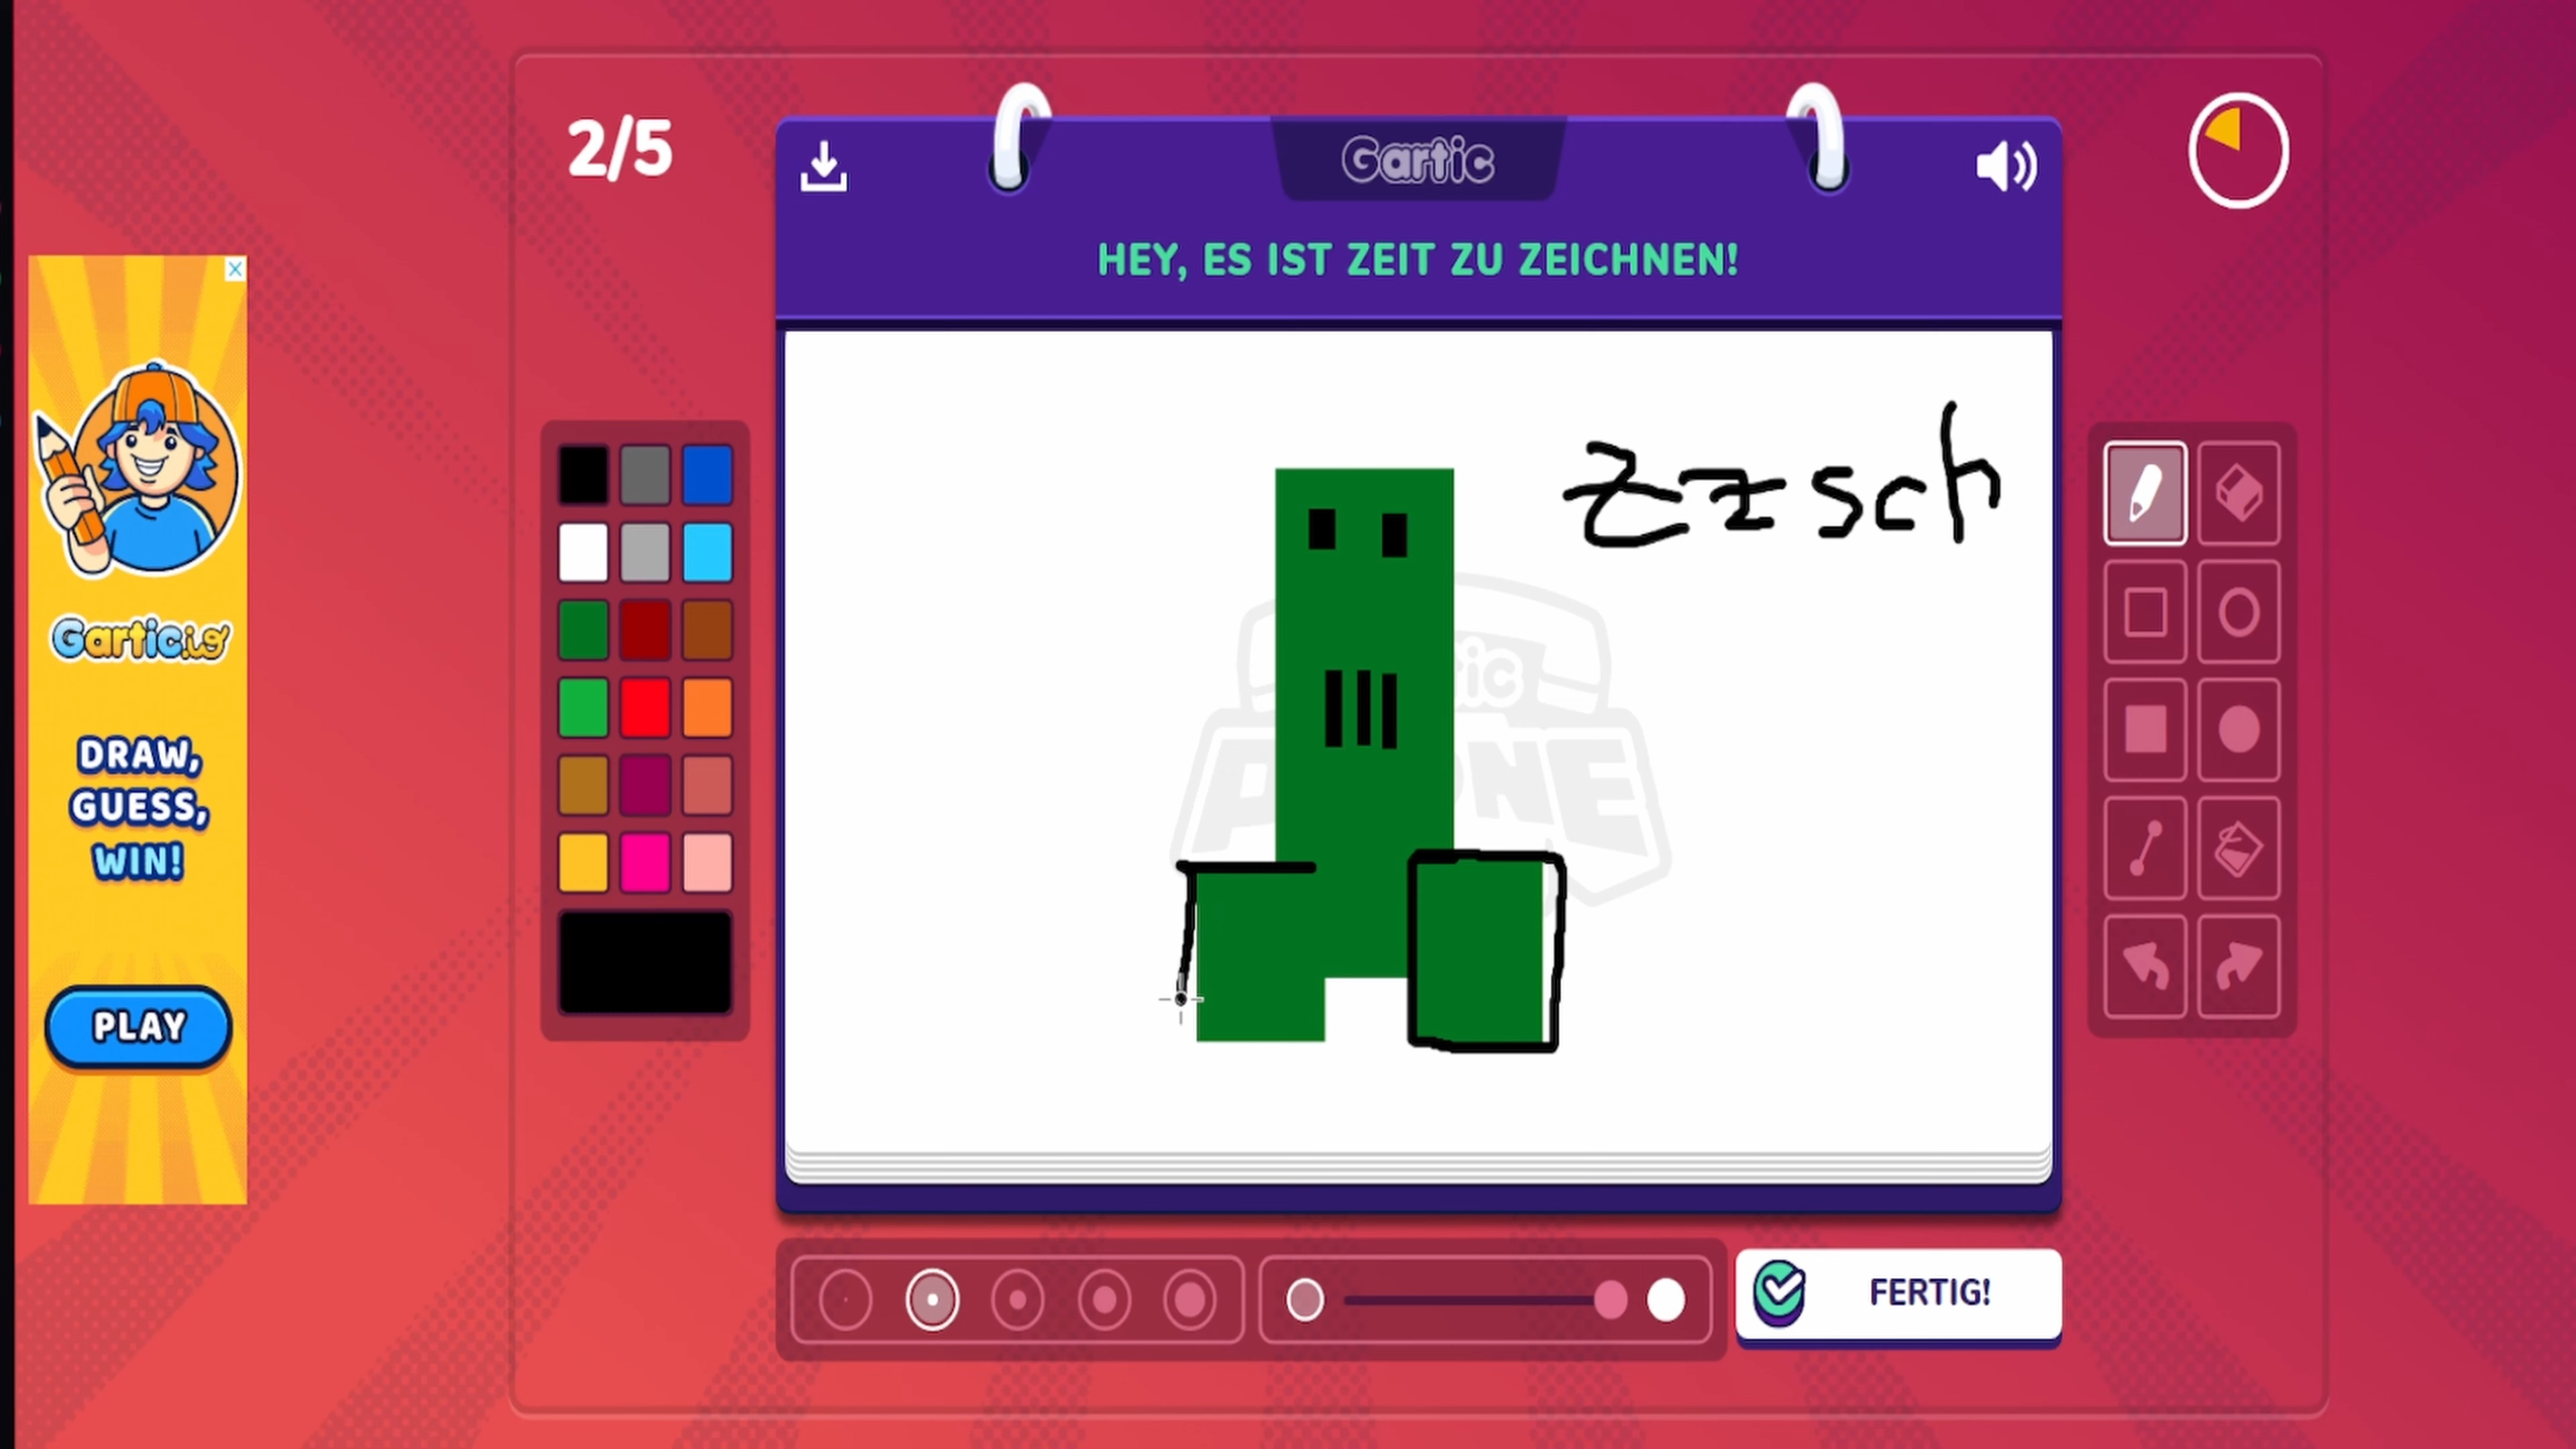 2/5
Gartic
HEY, ES IST ZEIT ZU ZEICHNEN!
zzsch
Gartic.io
DRAW,
GUESS,
WIN!
PLAY
FERTIG!